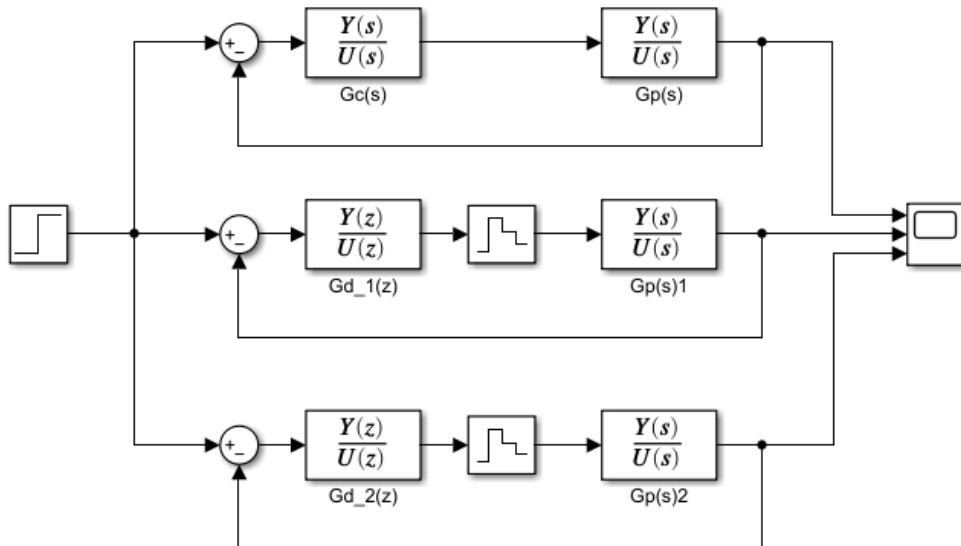 +
_
Y(s)
U(s)
Gc(s)
Y(s)
U(s)
Gp(s)
+
_
Y(z)
U(z)
Gd_1(z)
Y(s)
U(s)
Gp(s)1
+
_
Y(z)
U(z)
Gd_2(z)
Y(s)
U(s)
Gp(s)2